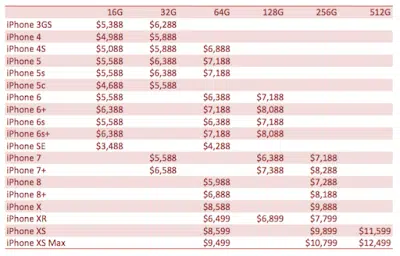 16G 32G 64G 128G 256G 512G
iPhone 3GS $5,388 $6,288
iPhone 4 $4,988 $5,888
iPhone 4S $5,088 $5,888 $6,888
iPhone 5 $5,588 $6,388 $7,188
iPhone 5s $5,588 $6,388 $7,188
iPhone 5c $4,688 $5,588
iPhone 6 $5,588 $6,388 $7,188
iPhone 6+ $6,388 $7,188 $8,088
iPhone 6s $5,588 $6,388 $7,188
iPhone 6s+ $6,388 $7,188 $8,088
iPhone SE $3,488 $4,288
iPhone 7 $5,588 $6,388 $7,188
iPhone 7+ $6,588 $7,388 $8,288
iPhone 8 $5,988 $7,288
iPhone 8+ $6,888 $8,188
iPhone X $8,588 $9,888
iPhone XR $6,499 $6,899 $7,799
iPhone XS $8,599 $9,899 $11,599
iPhone XS Max $9,499 $10,799 $12,499